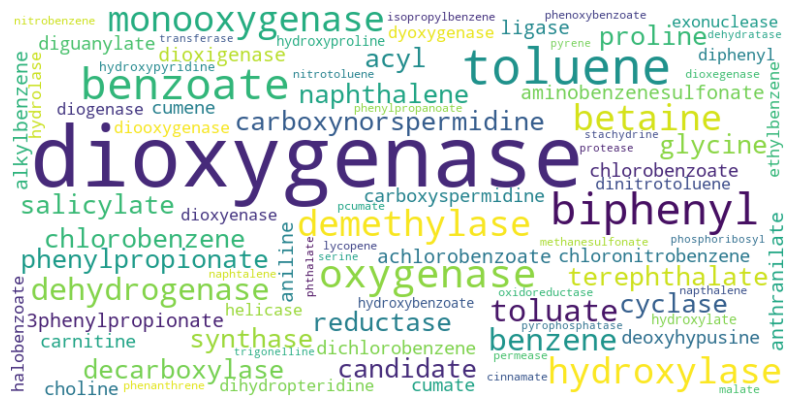 nitrobenzene
monooxygenase
isopropylbenzene
phenoxybenzoate
.exonuclease
diguanylate
transferase
hydroxyproline
dyoxygenase
ligase
proline
dehydratase
alkylbenzene
hydrolase
dioxigenase
acyl
toluene
pyrene
diphenyl
hydroxypyridine
benzoate
nitrotoluene
naphthalene
dioxegenase
aminobenzenesulfonate
ethylbenzene
diogenase
cumene
phenylpropanoate
betaine
diooxygenase
carboxynorspermidine
stachydrine
glycine
dioxygenase
protease
chlorobenzoate
dinitrotoluene
salicylate
dioxyenase
carboxyspermidine
pcumate
biphenyl
demethylase
chlorobenzene
aniline
phthalate
lycopene
serine
methanesulfonate
phosphoribosyl
anthranilate
phenylpropionate
achlorobenzoate
chloronitrobenzene
naphtalene
oxygenase
terephthalate
dehydrogenase
oxidoreductase
napthalene
halobenzoate
helicase
hydroxybenzoate
toluate
cyclase
3phenylpropionate
reductase
pyrophosphatase
hydroxylate
carnitine
synthase
benzene
deoxyhypusine
trigonelline
dichlorobenzene
permease
decarboxylase
candidate
hydroxylase
choline
phenanthrene
dihydropteridine
cumate
cinnamate
malate